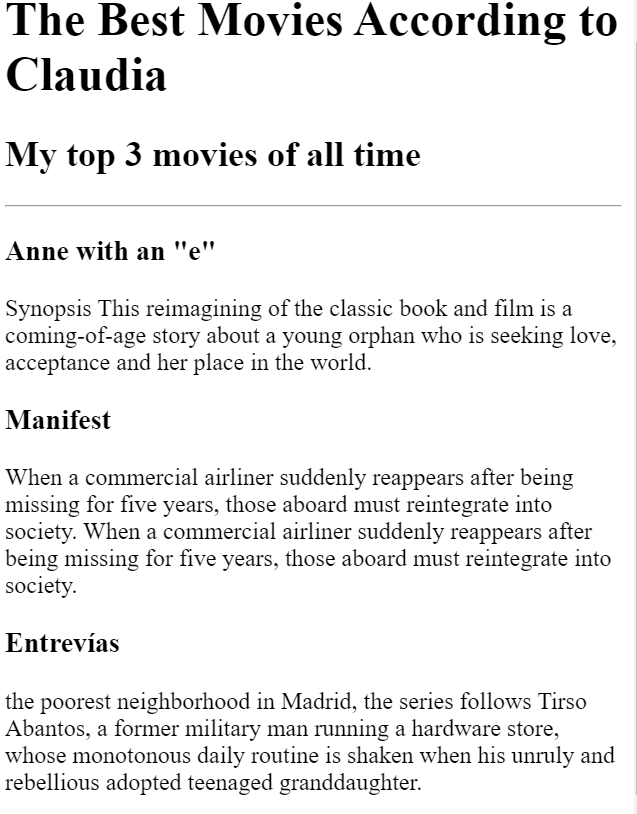 The Best Movies According to
Claudia
My top 3 movies of all time
Anne with an "e"
Synopsis This reimagining of the classic book and film is a
coming-of-age story about a young orphan who is seeking love,
acceptance and her place in the world.
Manifest
When a commercial airliner suddenly reappears after being
missing for five years, those aboard must reintegrate into
society. When a commercial airliner suddenly reappears after
being missing for five years, those aboard must reintegrate into
society.
Entrevías
the poorest neighborhood in Madrid, the series follows Tirso
Abantos, a former military man running a hardware store,
whose monotonous daily routine is shaken when his unruly and
rebellious adopted teenaged granddaughter.